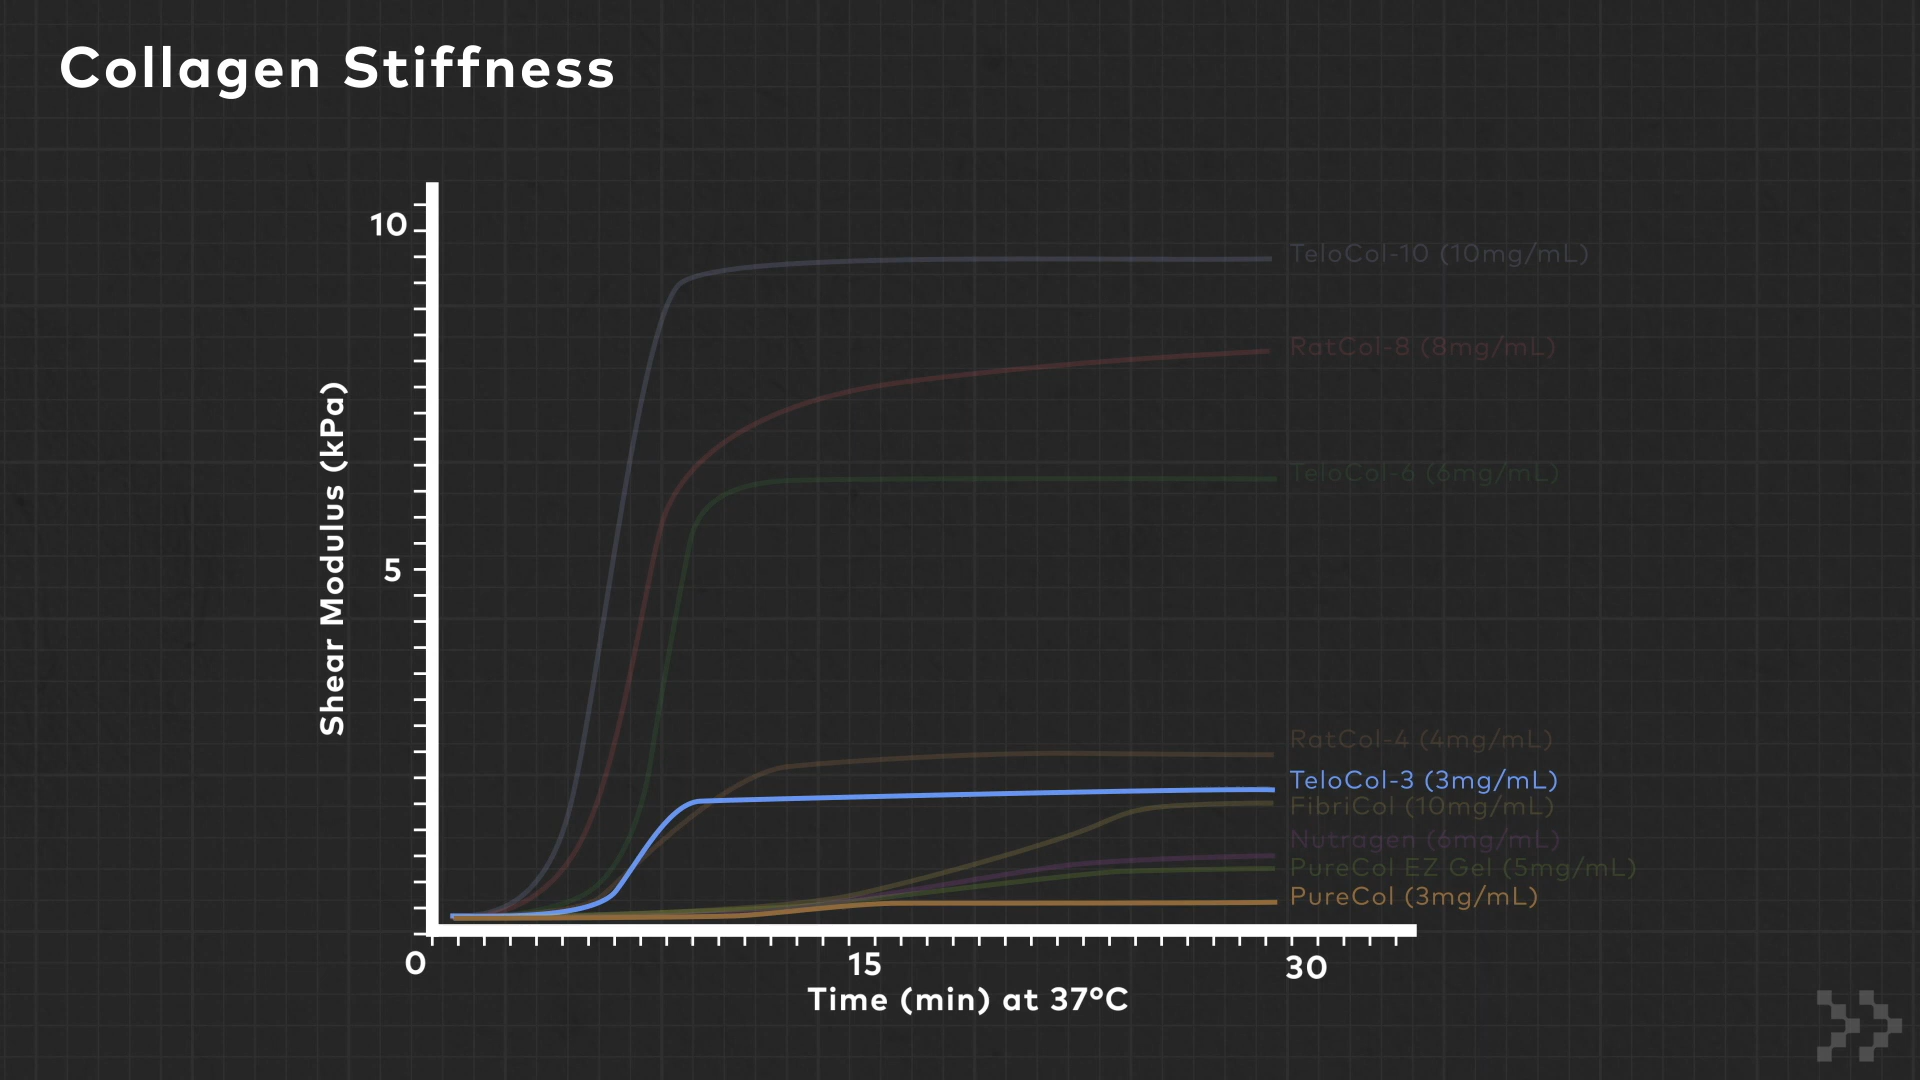 Collagen Stiffness
10
5
Shear Modulus (kPa)
TeloCol-10 (10mg/mL)
RatCol-8 (8mg/mL)
TeloCol-6 (6mg/mL)
RatCol-4 (4mg/mL)
TeloCol-3 (3mg/mL)
FibriCol (10mg/mL)
Nutragen (6mg/mL)
PureCol EZ Gel (5mg/mL)
PureCol (3mg/mL)
0
15
30
Time (min) at 37°C